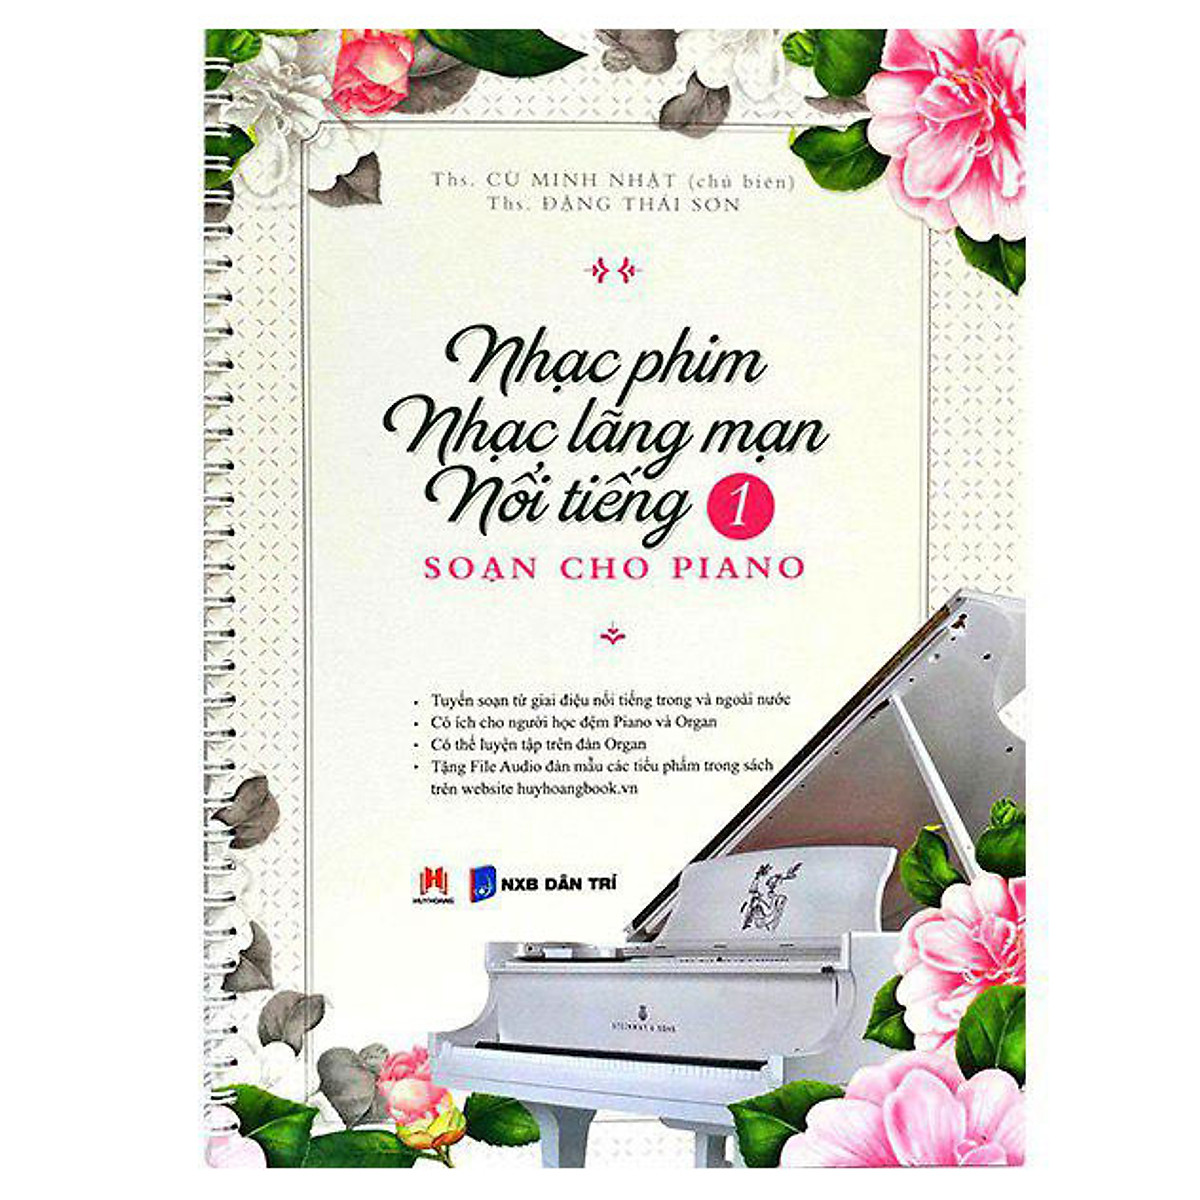 Ths. CÙ MINH NHẬT (chủ biên)
Ths. ĐẶNG THÁI SƠN
Nhạc phim
Nhạc lãng mạn
Nổi tiếng 1
SOẠN CHO PIANO
• Tuyển soạn từ giai điệu nổi tiếng trong và ngoài nước
• Có ích cho người học đệm Piano và Organ
• Có thể luyện tập trên đàn Organ
• Tặng File Audio đàn mẫu các tiểu phẩm trong sách
trên website huyhoangbook.vn
HUYHOANG NXB DÂN TRÍ
STEINWAY & SONS